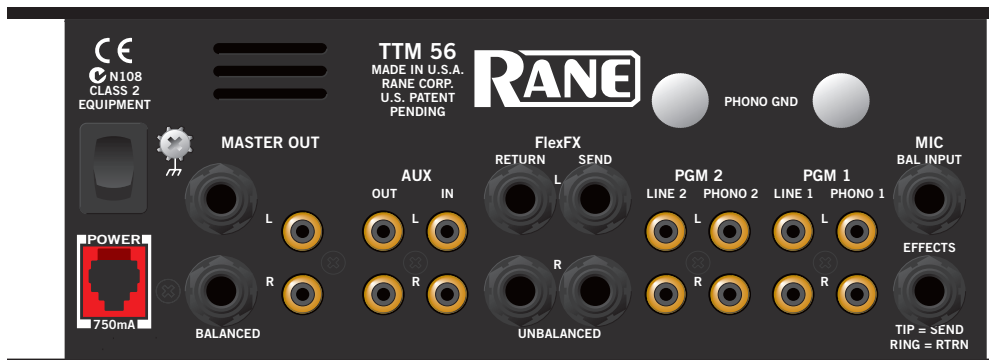 CE
N108
CLASS 2
EQUIPMENT
TTM 56
MADE IN U.S.A.
RANE CORP.
U.S. PATENT
PENDING
RANE
PHONO GND
MASTER OUT
FlexFX
RETURN SEND
MIC
BAL INPUT
AUX
OUT IN
PGM 2
LINE 2 PHONO 2
PGM 1
LINE 1 PHONO 1
L L L L L
POWER
750mA
R R R R R
EFFECTS
BALANCED
UNBALANCED
TIP = SEND
RING = RTRN